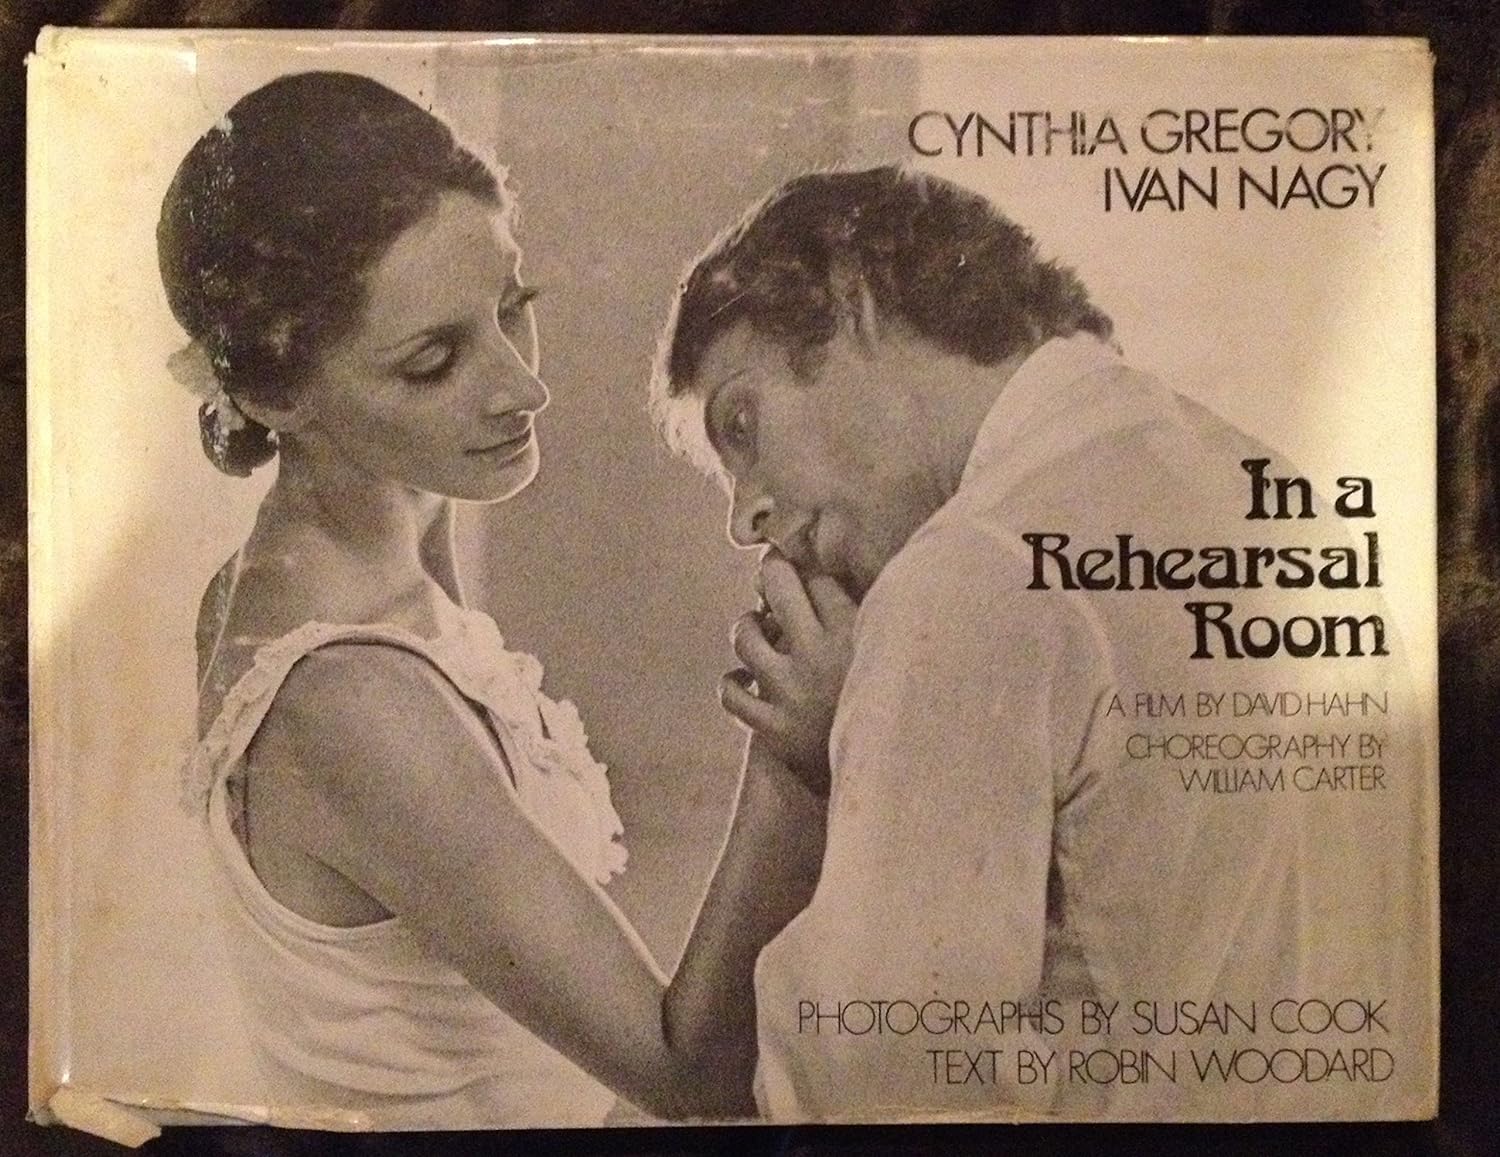 CYNTHIA GREGORY
IVAN NAGY
In a
Rehearsal
Room
A FILM BY DAVID HAHN
CHOREOGRAPHY BY
WILLIAM CARTER
PHOTOGRAPHS BY SUSAN COOK
TEXT BY ROBIN WOODARD